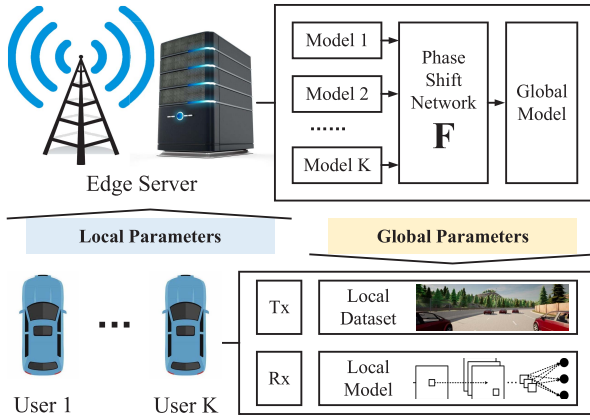 Model 1
Model 2
......
Model K
Phase
Shift
Network
F
Global
Model
Edge Server
Local Parameters
Global Parameters
Tx
Local
Dataset
Rx
Local
Model
...
User 1
User K